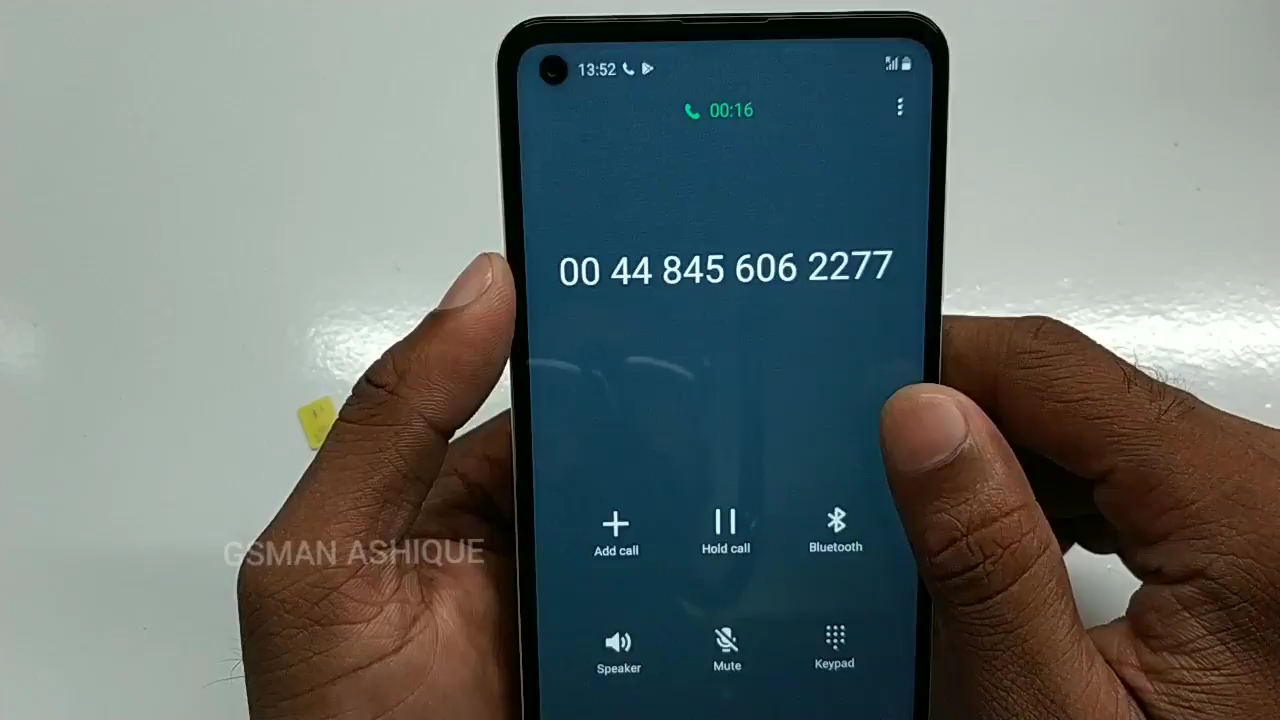 13:52
00:16
00 44 845 606 2277
Add call
Hold call
Bluetooth
GSMAN ASHIQUE
Speaker
Mute
Keypad